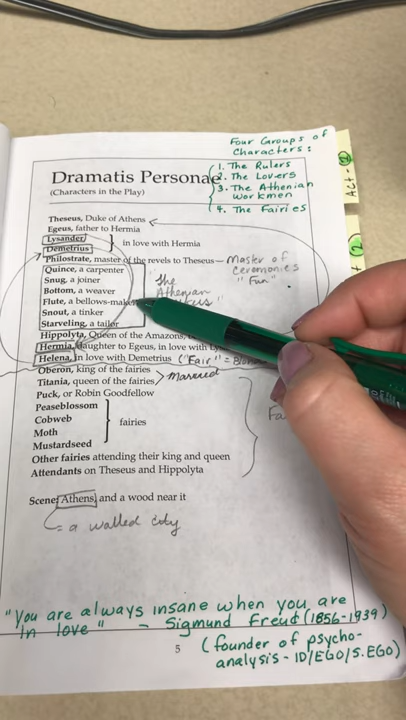 Four Groups of
Characters:
1. The Rulers
2. The Lovers
3. The Athenian
workmen
4. The Fairies
ACT-
Dramatis Personae
(Characters in the Play)
Theseus, Duke of Athens
Egeus, father to Hermia
Lysander
Demetrius
in love with Hermia
Philostrate, master of the revels to Theseus — Master of
ceremonies
"Fun"
Quince, a carpenter
Snug, a joiner
Bottom, a weaver
Flute, a bellows-
Snout, a tinker
Starveling, a tailor
"The
Athenian
Hippolyta, Queen of the Amazons,
Hermia, daughter to Egeus, in love with
Helena, in love with Demetrius ("Fair" =
Oberon, king of the fairies
Titania, queen of the fairies
Married
Puck, or Robin Goodfellow
Peaseblossom
Cobweb
Moth
Mustardseed
fairies
Other fairies attending their king and queen
Attendants on Theseus and Hippolyta
Scene: Athens, and a wood near it
= a walled city
"You are always insane when you are
in love" - Sigmund Freud (1856-1939)
(founder of psycho-
analysis - ID/EGO/S.EGO)
5